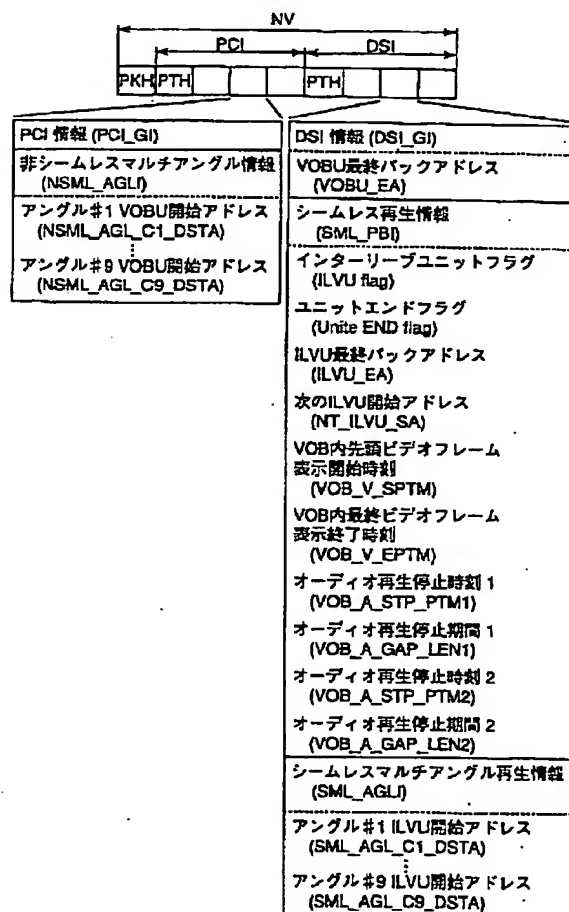 NV
PCI
DSI
PKH
PTH
PTH
PCI 情報 (PCI_GI)
非シームレスマルチアングル情報
(NSML_AGLI)
アングル#1 VOBU開始アドレス
(NSML_AGL_C1_DSTA)
アングル#9 VOBU開始アドレス
(NSML_AGL_C9_DSTA)
DSI 情報 (DSI_GI)
VOBU最終パックアドレス
(VOBU_EA)
シームレス再生情報
(SML_PBI)
インターリーブユニットフラグ
(ILVU flag)
ユニットエンドフラグ
(Unite END flag)
ILVU最終パックアドレス
(ILVU_EA)
次のILVU開始アドレス
(NT_ILVU_SA)
VOB内先頭ビデオフレーム
表示開始時刻
(VOB_V_SPTM)
VOB内最終ビデオフレーム
表示終了時刻
(VOB_V_EPTM)
オーディオ再生停止時刻 1
(VOB_A_STP_PTM1)
オーディオ再生停止期間 1
(VOB_A_GAP_LEN1)
オーディオ再生停止時刻 2
(VOB_A_STP_PTM2)
オーディオ再生停止期間 2
(VOB_A_GAP_LEN2)
シームレスマルチアングル再生情報
(SML_AGLI)
アングル#1 ILVU開始アドレス
(SML_AGL_C1_DSTA)
アングル#9 ILVU開始アドレス
(SML_AGL_C9_DSTA)